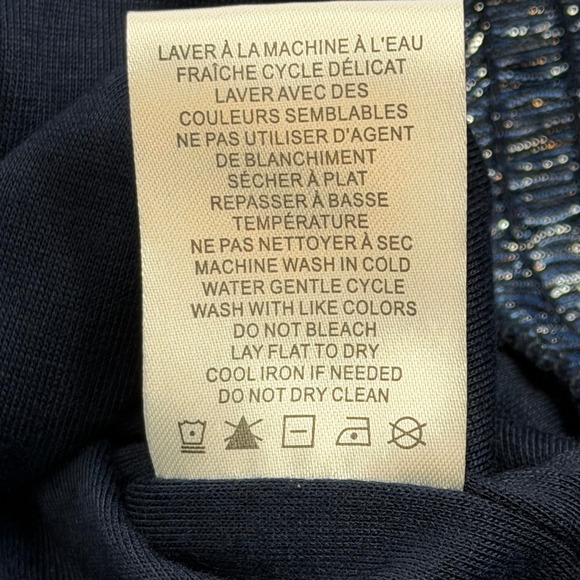 LAVER À LA MACHINE À L'EAU
FRAÎCHE CYCLE DÉLICAT
LAVER AVEC DES
COULEURS SEMBLABLES
NE PAS UTILISER D'AGENT
DE BLANCHIMENT
SÉCHER À PLAT
REPASSER À BASSE
TEMPÉRATURE
NE PAS NETTOYER À SEC
MACHINE WASH IN COLD
WATER GENTLE CYCLE
WASH WITH LIKE COLORS
DO NOT BLEACH
LAY FLAT TO DRY
COOL IRON IF NEEDED
DO NOT DRY CLEAN